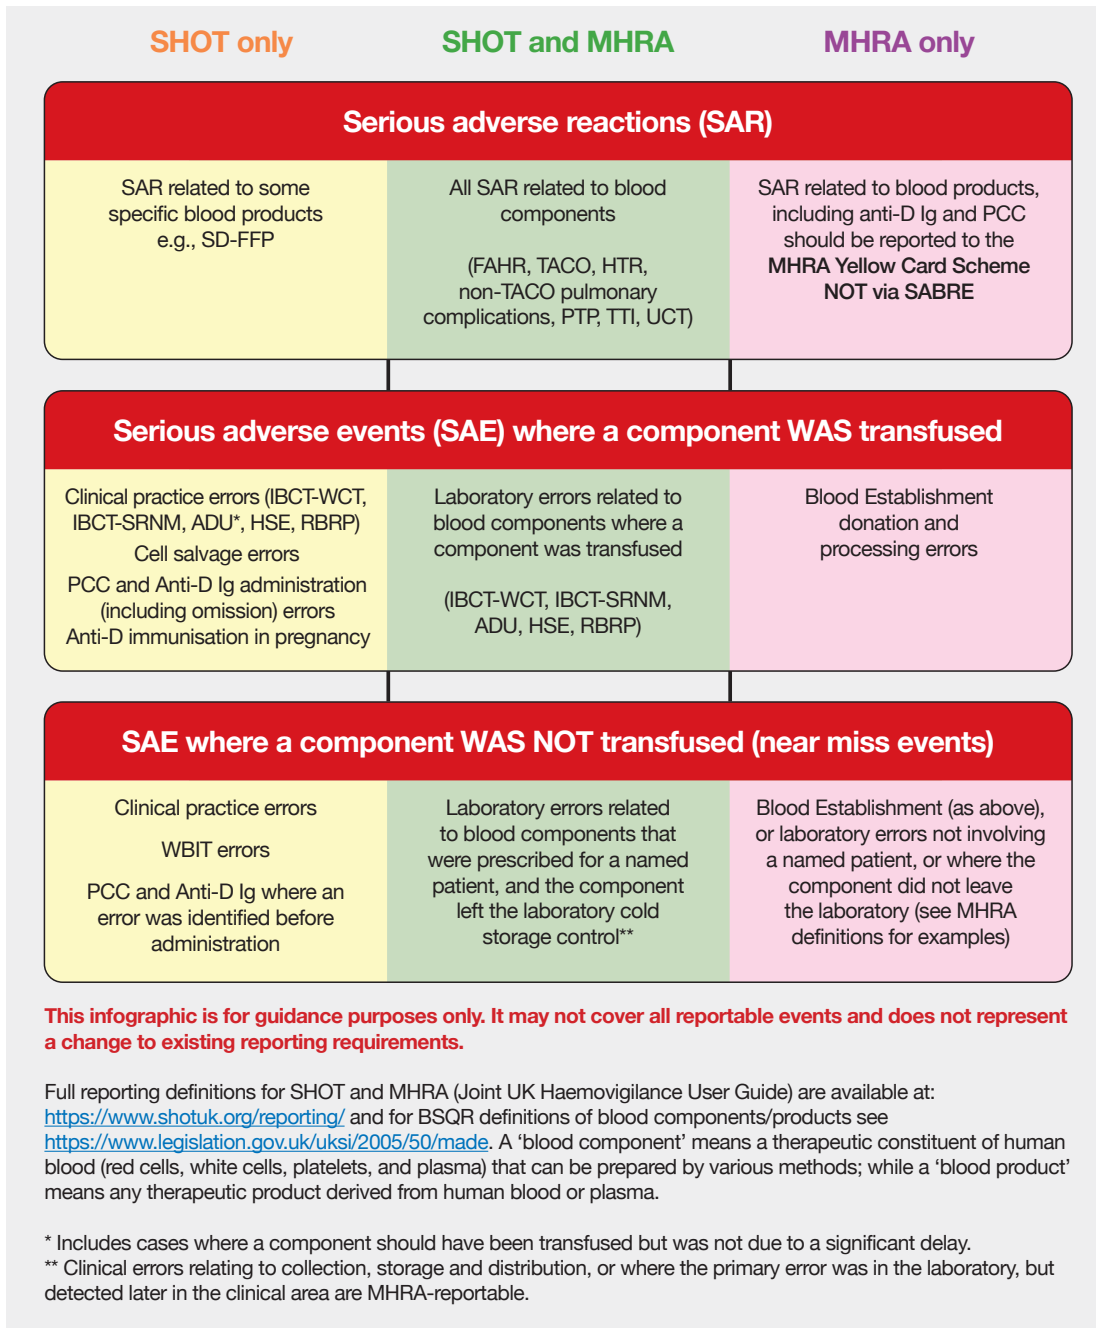 SHOT only
SHOT and MHRA
MHRA only
Serious adverse reactions (SAR)
SAR related to some
specific blood products
e.g., SD-FFP
All SAR related to blood
components
(FAHR, TACO, HTR,
non-TACO pulmonary
complications, PTP, TTI, UCT)
SAR related to blood products,
including anti-D Ig and PCC
should be reported to the
MHRA Yellow Card Scheme
NOT via SABRE
Serious adverse events (SAE) where a component WAS transfused
Clinical practice errors (IBCT-WCT,
IBCT-SRNM, ADU*, HSE, RBRP)
Cell salvage errors
PCC and Anti-D Ig administration
(including omission) errors
Anti-D immunisation in pregnancy
Laboratory errors related to
blood components where a
component was transfused
(IBCT-WCT, IBCT-SRNM,
ADU, HSE, RBRP)
Blood Establishment
donation and
processing errors
SAE where a component WAS NOT transfused (near miss events)
Clinical practice errors
WBIT errors
PCC and Anti-D Ig where an
error was identified before
administration
Laboratory errors related
to blood components that
were prescribed for a named
patient, and the component
left the laboratory cold
storage control**
Blood Establishment (as above),
or laboratory errors not involving
a named patient, or where the
component did not leave
the laboratory (see MHRA
definitions for examples)
This infographic is for guidance purposes only. It may not cover all reportable events and does not represent
a change to existing reporting requirements.
Full reporting definitions for SHOT and MHRA (Joint UK Haemovigilance User Guide) are available at:
https://www.shotuk.org/reporting/ and for BSQR definitions of blood components/products see
https://www.legislation.gov.uk/uksi/2005/50/made. A ‘blood component’ means a therapeutic constituent of human
blood (red cells, white cells, platelets, and plasma) that can be prepared by various methods; while a ‘blood product’
means any therapeutic product derived from human blood or plasma.
* Includes cases where a component should have been transfused but was not due to a significant delay.
** Clinical errors relating to collection, storage and distribution, or where the primary error was in the laboratory, but
detected later in the clinical area are MHRA-reportable.